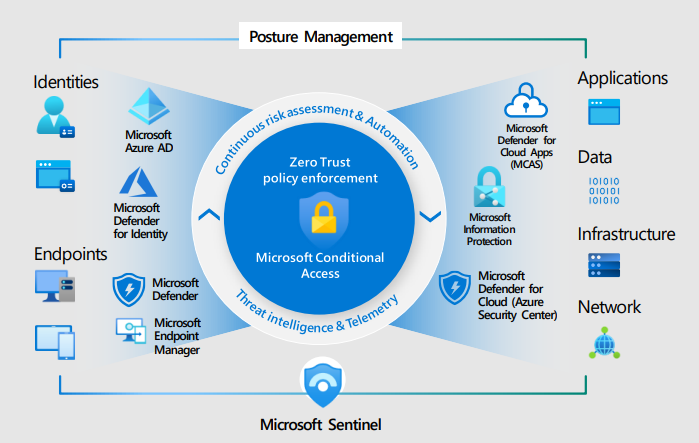 Posture Management
Identities
Microsoft
Azure AD
Microsoft
Defender
for Identity
Endpoints
Microsoft
Defender
Microsoft
Endpoint
Manager
Continuous risk assessment & Automation
Zero Trust
policy enforcement
Microsoft Conditional
Access
Threat intelligence & Telemetry
Microsoft
Defender for
Cloud Apps
(MCAS)
Microsoft
Information
Protection
Microsoft
Defender for
Cloud (Azure
Security Center)
Applications
Data
101010
010101
101010
Infrastructure
Network
Microsoft Sentinel